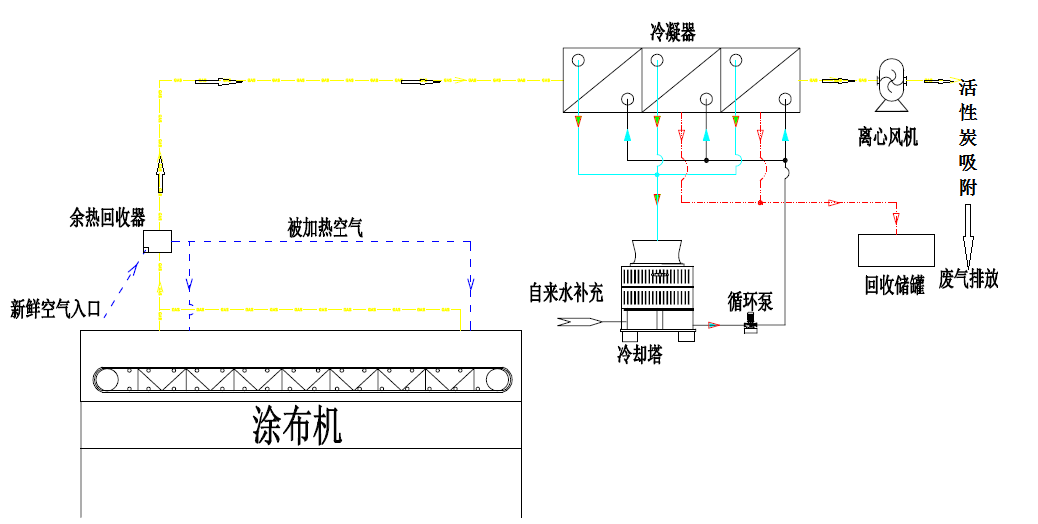 冷凝器
离心风机
活性炭吸附
余热回收器
被加热空气
新鲜空气入口
自来水补充
循环泵
回收储罐
废气排放
冷却塔
涂布机